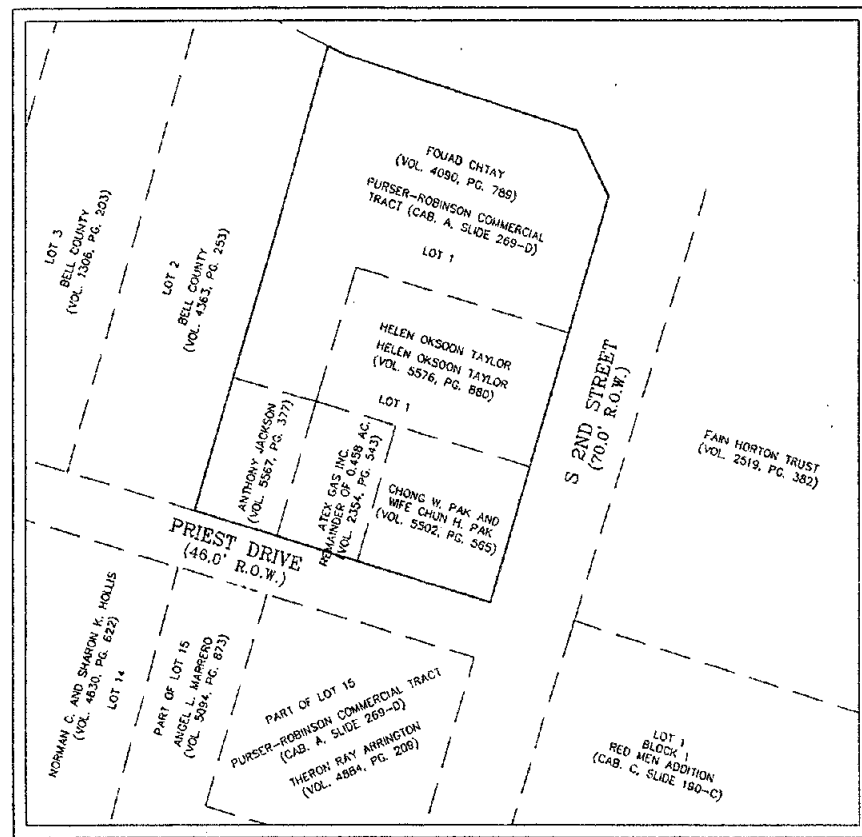 FOUAD CHTAY
(VOL. 4090, PG. 789)
PURSER-ROBINSON COMMERCIAL
TRACT (CAB. A, SLIDE 269-D)
LOT 1
LOT 3
BELL COUNTY
(VOL. 1306, PG. 203)
LOT 2
BELL COUNTY
(VOL. 4363, PG. 253)
HELEN OKSOON TAYLOR
HELEN OKSOON TAYLOR
(VOL. 5576, PG. 880)
LOT 1
S 2ND STREET
(70.0' R.O.W.)
FAIN HORTON TRUST
(VOL. 2519, PG. 382)
ANTHONY JACKSON
(VOL. 5567, PG. 377)
ATEX GAS INC.
REMAINDER OF 0.458 AC.
(VOL. 2354, PG. 543)
CHONG W. PAK AND
WIFE CHUN H. PAK
(VOL. 5502, PG. 565)
PRIEST DRIVE
(46.0' R.O.W.)
NORMAN C. AND SHARON K. HOLLIS
(VOL. 4830, PG. 622)
LOT 14
PART OF LOT 15
ANGEL L. MARRERO
(VOL. 5094, PG. 873)
PART OF LOT 15
PURSER-ROBINSON COMMERCIAL TRACT
(CAB. A, SLIDE 269-D)
THERON RAY ARRINGTON
(VOL. 4884, PG. 209)
LOT 1
BLOCK 1
RED MEN ADDITION
(CAB. C, SLIDE 190-C)